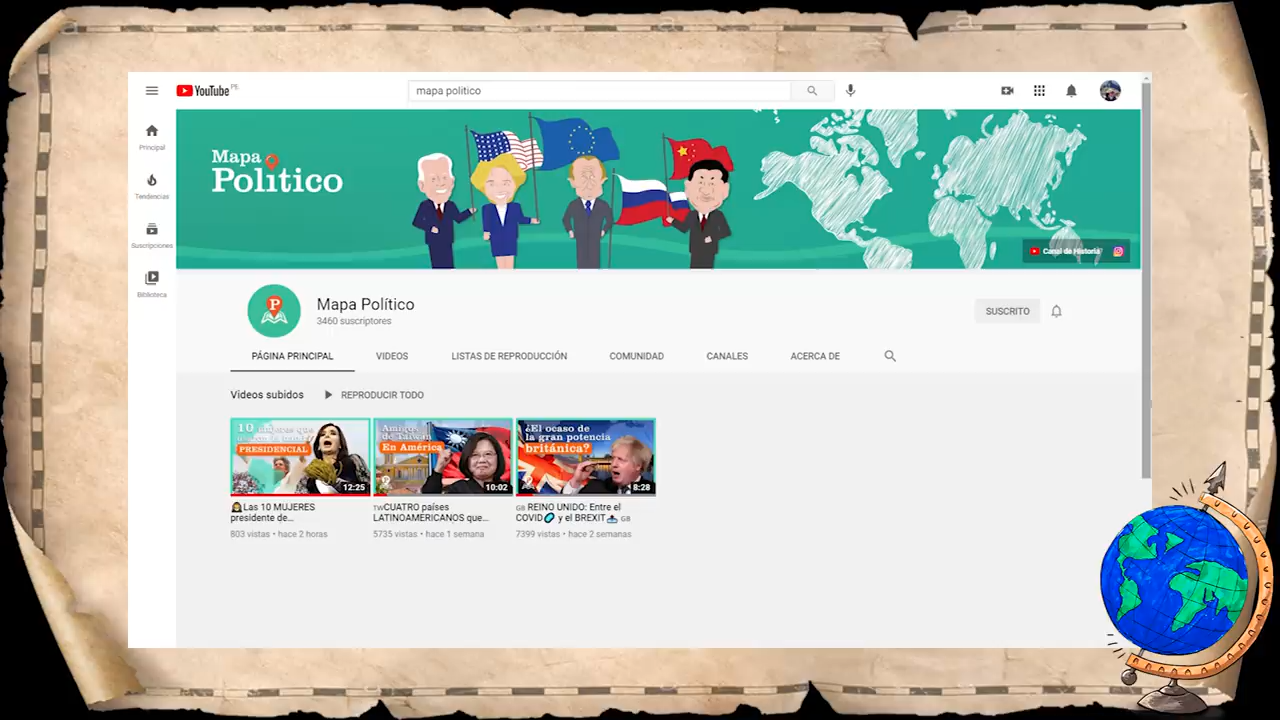 YouTube PE
mapa político
Principal
Tendencias
Suscripciones
Biblioteca
Mapa
Político
Canal de Historia
Mapa Político
3460 suscriptores
SUSCRITO
PÁGINA PRINCIPAL
VIDEOS
LISTAS DE REPRODUCCIÓN
COMUNIDAD
CANALES
ACERCA DE
Videos subidos
REPRODUCIR TODO
10 mujeres que
PRESIDENCIAL
12:25
Amigos
de Taiwán
En América
10:02
¿El ocaso de
la gran potencia
británica?
8:28
Las 10 MUJERES
presidente de...
803 vistas • hace 2 horas
TW CUATRO países
LATINOAMERICANOS que...
5735 vistas • hace 1 semana
GB REINO UNIDO: Entre el
COVID y el BREXIT GB
7399 vistas • hace 2 semanas